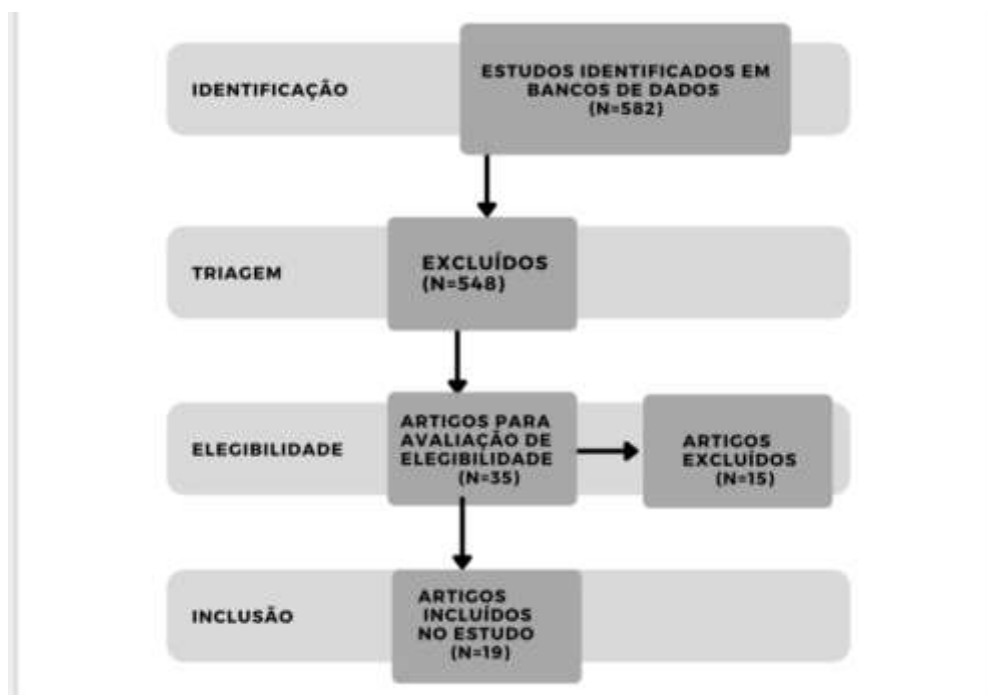 IDENTIFICAÇÃO
ESTUDOS IDENTIFICADOS EM
BANCOS DE DADOS
(N=582)
TRIAGEM
EXCLUÍDOS
(N=548)
ELEGIBILIDADE
ARTIGOS PARA
AVALIAÇÃO DE
ELEGIBILIDADE
(N=35)
ARTIGOS
EXCLUÍDOS
(N=15)
INCLUSÃO
ARTIGOS
INCLUÍDOS
NO ESTUDO
(N=19)